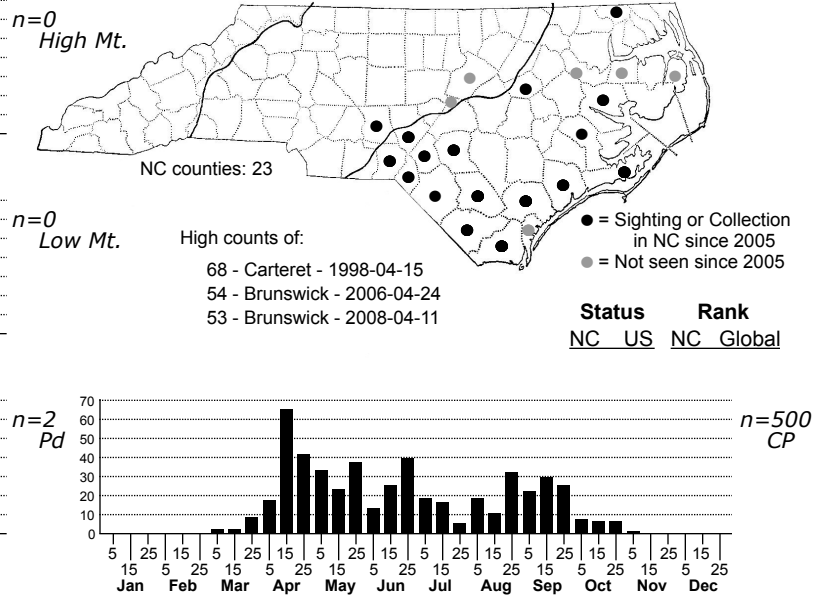 n=0
High Mt.
NC counties: 23
n=0
Low Mt.
High counts of:
68 - Carteret - 1998-04-15
54 - Brunswick - 2006-04-24
53 - Brunswick - 2008-04-11
= Sighting or Collection
in NC since 2005
= Not seen since 2005
Status Rank
NC US NC Global
n=2
Pd
n=500
CP
70
60
50
40
30
20
10
0
5 25 15 5 25 15 5 25 15 5 25 15 5 25 15 5 25 15
15 5 25 15 5 25 15 5 25 15 5 25 15 5 25 15 5 25
Jan Feb Mar Apr May Jun Jul Aug Sep Oct Nov Dec